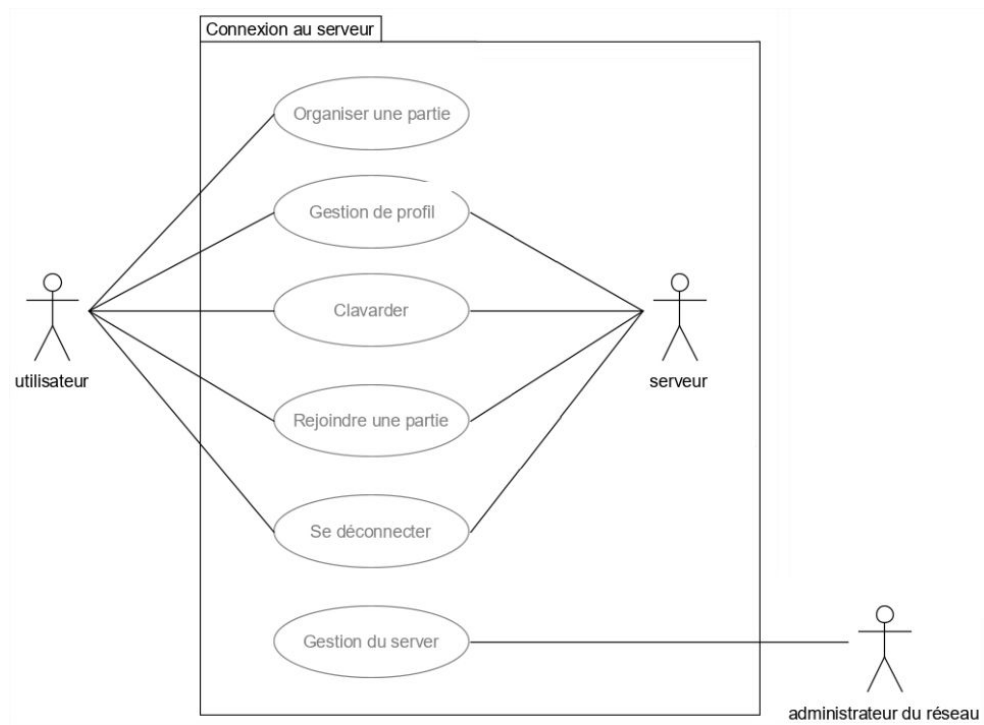 Connexion au serveur
Organiser une partie
Gestion de profil
Clavarder
utilisateur
serveur
Rejoindre une partie
Se déconnecter
Gestion du server
administrateur du réseau